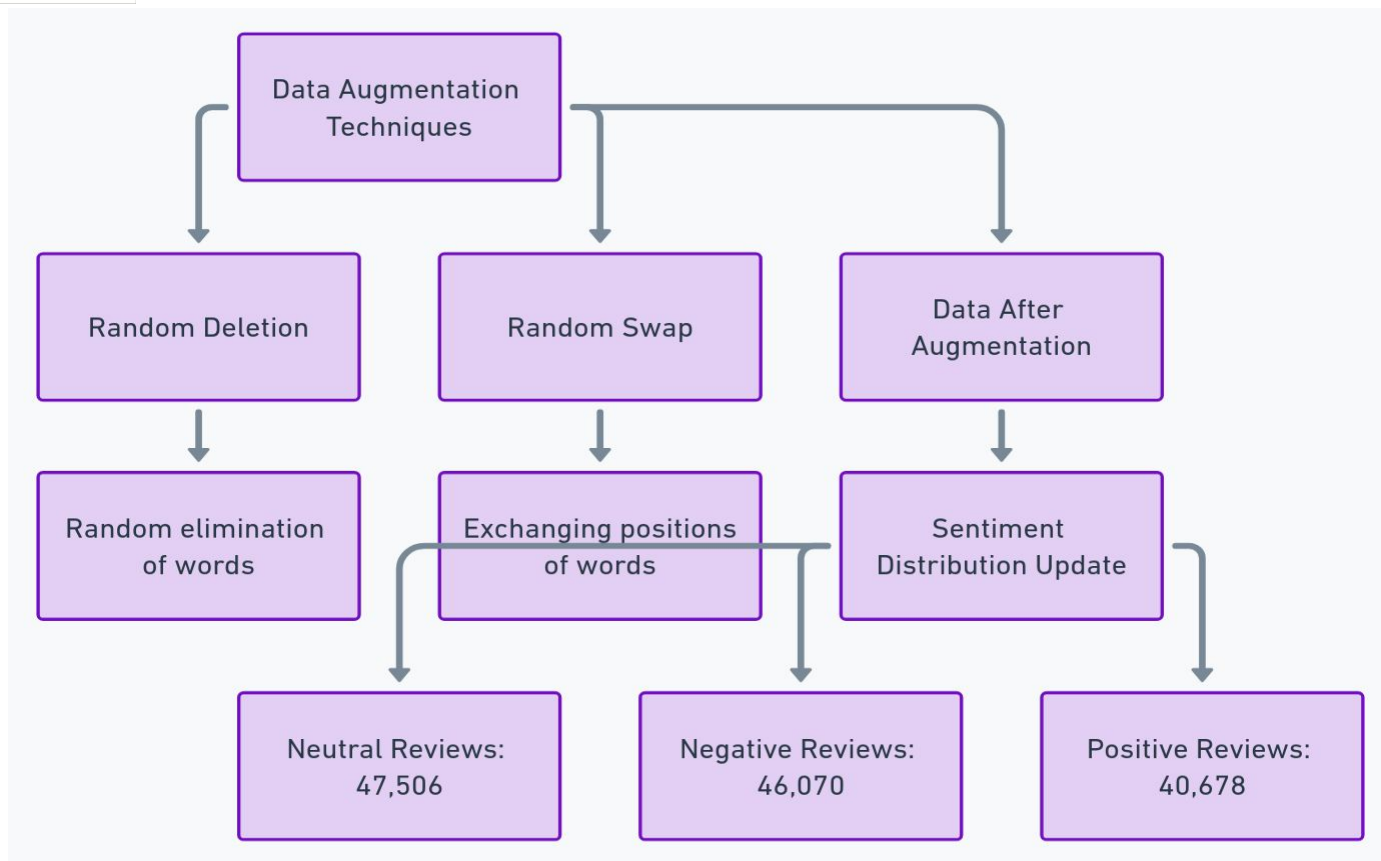 Data Augmentation
Techniques
Random Deletion
Random Swap
Data After
Augmentation
Random elimination
of words
Exchanging positions
of words
Sentiment
Distribution Update
Neutral Reviews:
47,506
Negative Reviews:
46,070
Positive Reviews:
40,678